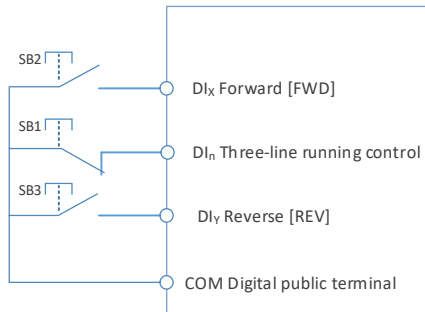 SB2
DIX Forward [FWD]
SB1
DIn Three-line running control
SB3
DIY Reverse [REV]
COM Digital public terminal